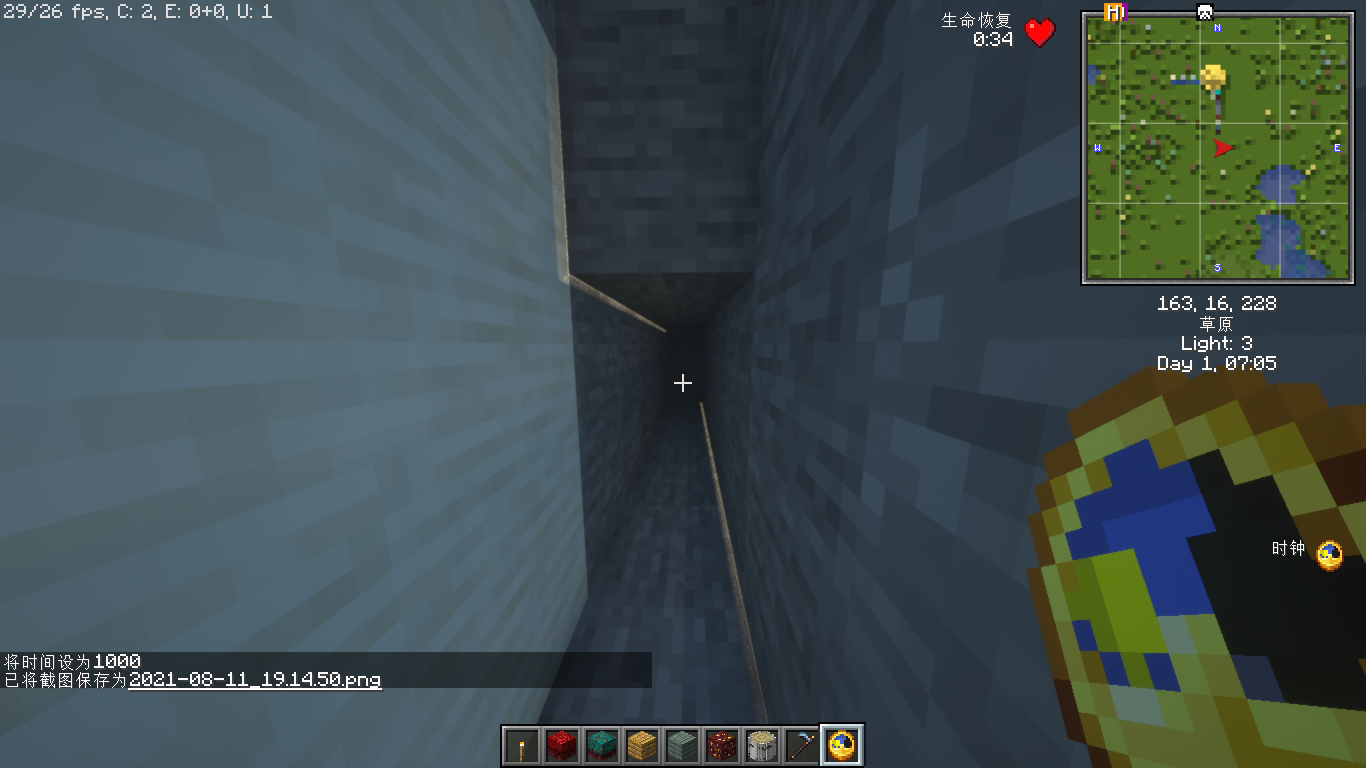 29/26 fps, C: 2, E: 0+0, U: 1
生命恢复
0:34
H
N
W
E
S
163, 16, 228
草原
Light: 3
Day 1, 07:05
时钟
将时间设为1000
已将截图保存为2021-08-11_19.14.50.png